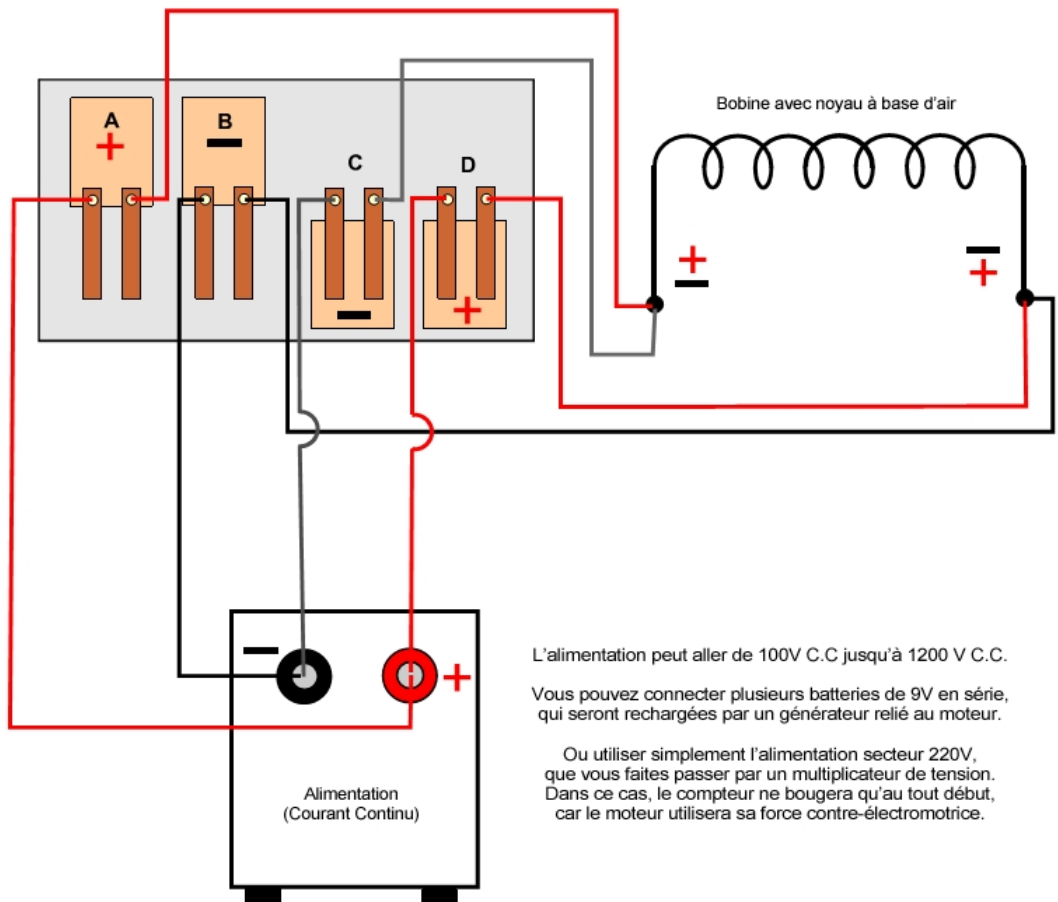 A
+
B
−
C
−
D
+
Bobine avec noyau à base d'air
+
−
−
+
−
+
Alimentation
(Courant Continu)
L'alimentation peut aller de 100V C.C jusqu'à 1200 V C.C.
Vous pouvez connecter plusieurs batteries de 9V en série,
qui seront rechargées par un générateur relié au moteur.
Ou utiliser simplement l'alimentation secteur 220V,
que vous faites passer par un multiplicateur de tension.
Dans ce cas, le compteur ne bougera qu'au tout début,
car le moteur utilisera sa force contre-électromotrice.